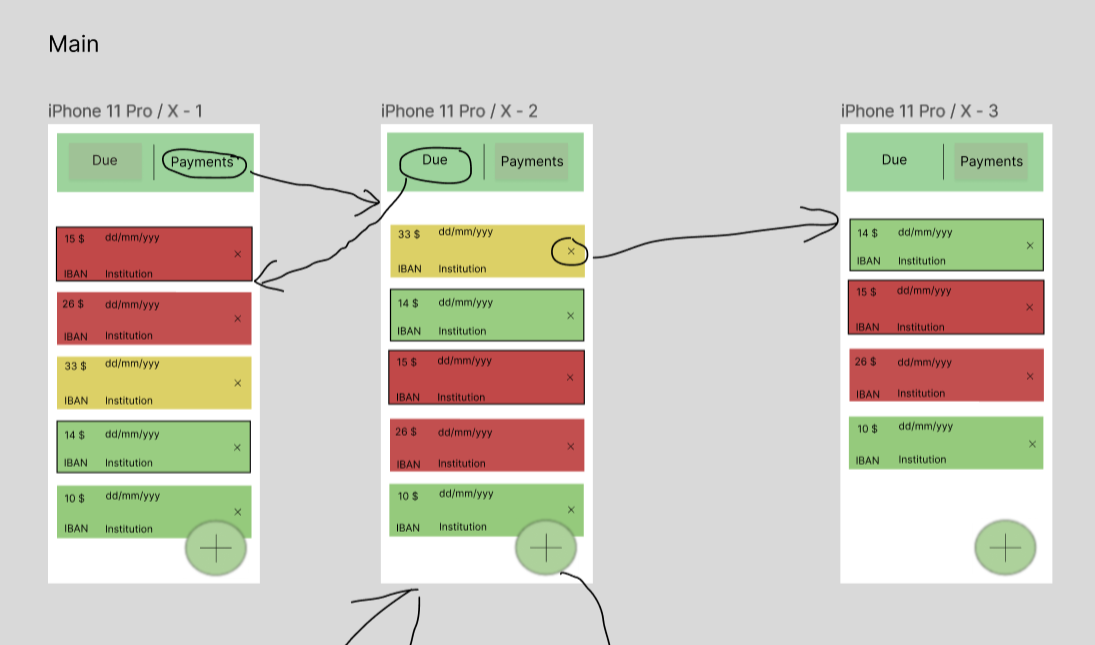 Main
iPhone 11 Pro / X - 1
Due Payments
15 $ dd/mm/yyy
×
IBAN Institution
26 $ dd/mm/yyy
×
IBAN Institution
33 $ dd/mm/yyy
×
IBAN Institution
14 $ dd/mm/yyy
×
IBAN Institution
10 $ dd/mm/yyy
×
IBAN Institution
+
iPhone 11 Pro / X - 2
Due Payments
33 $ dd/mm/yyy
×
IBAN Institution
14 $ dd/mm/yyy
×
IBAN Institution
15 $ dd/mm/yyy
×
IBAN Institution
26 $ dd/mm/yyy
×
IBAN Institution
10 $ dd/mm/yyy
×
IBAN Institution
+
iPhone 11 Pro / X - 3
Due Payments
14 $ dd/mm/yyy
×
IBAN Institution
15 $ dd/mm/yyy
×
IBAN Institution
26 $ dd/mm/yyy
×
IBAN Institution
10 $ dd/mm/yyy
×
IBAN Institution
+